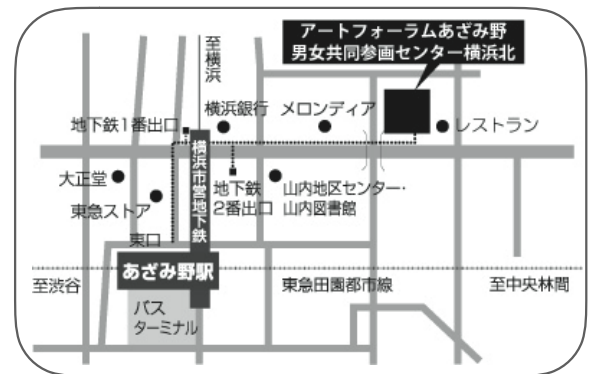 アートフォーラムあざみ野
男女共同参画センター横浜北
至横浜
横浜銀行
メロンディア
地下鉄1番出口
レストラン
横浜市営地下鉄
大正堂
東急ストア
地下鉄
2番出口
山内地区センター・
山内図書館
東口
あざみ野駅
至渋谷
東急田園都市線
至中央林間
バス
ターミナル